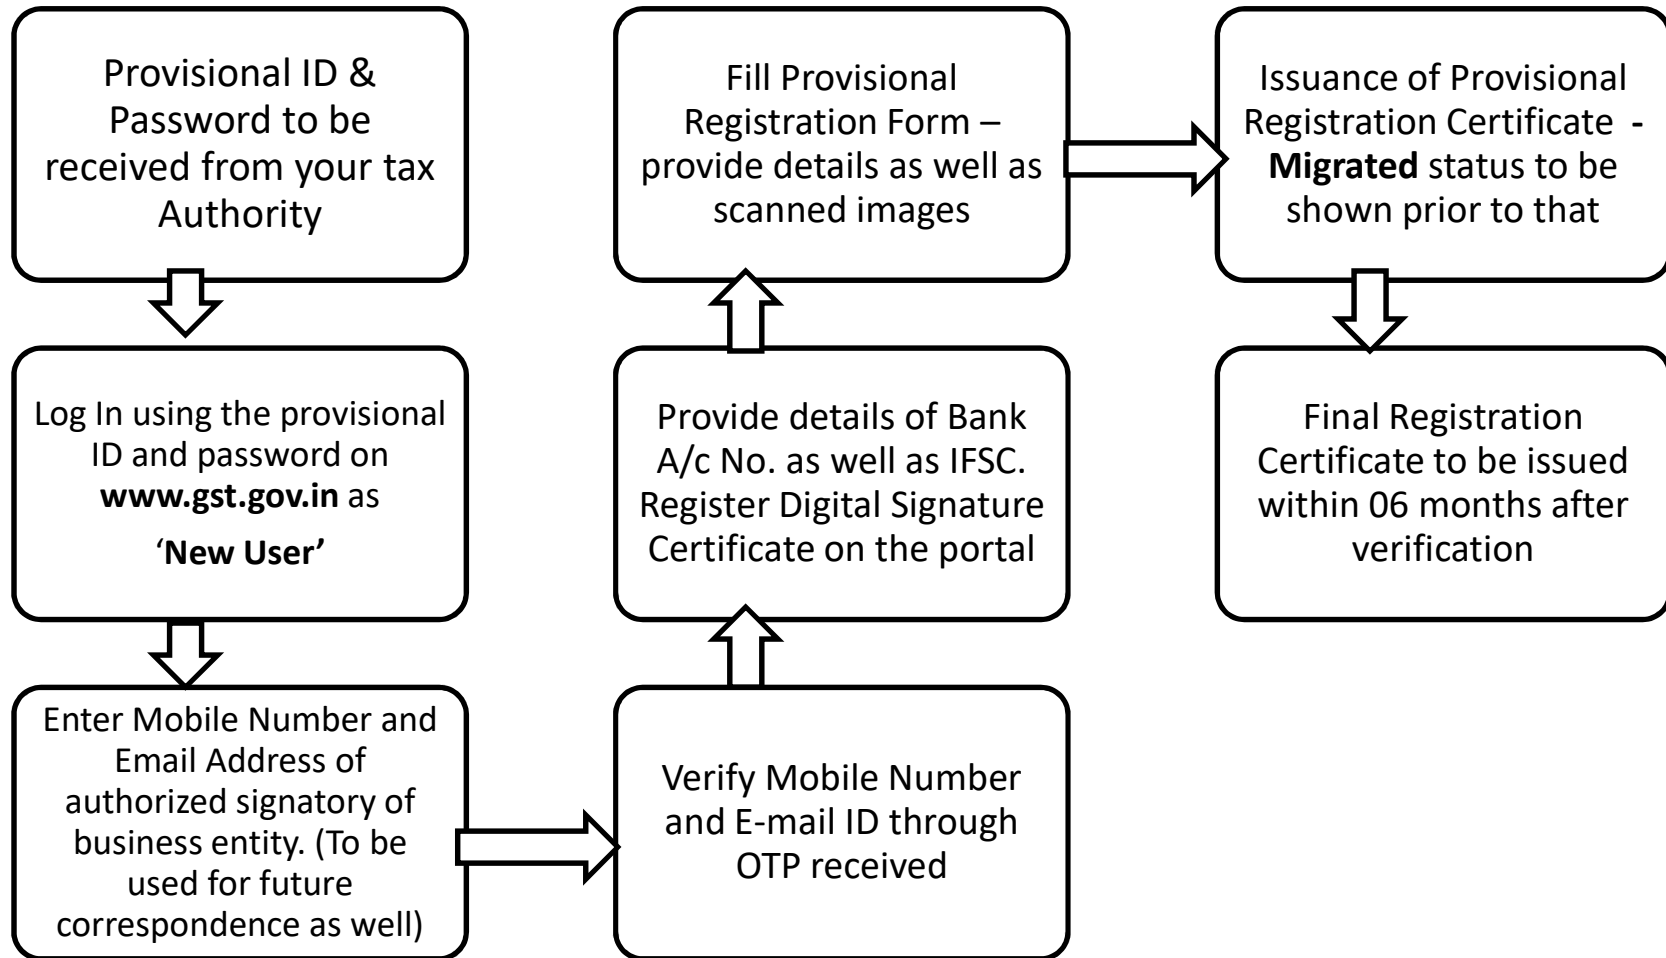 Provisional ID &
Password to be
received from your tax
Authority
Log In using the provisional
ID and password on
www.gst.gov.in as
‘New User’
Enter Mobile Number and
Email Address of
authorized signatory of
business entity. (To be
used for future
correspondence as well)
Verify Mobile Number
and E-mail ID through
OTP received
Provide details of Bank
A/c No. as well as IFSC.
Register Digital Signature
Certificate on the portal
Fill Provisional
Registration Form –
provide details as well as
scanned images
Issuance of Provisional
Registration Certificate -
Migrated status to be
shown prior to that
Final Registration
Certificate to be issued
within 06 months after
verification